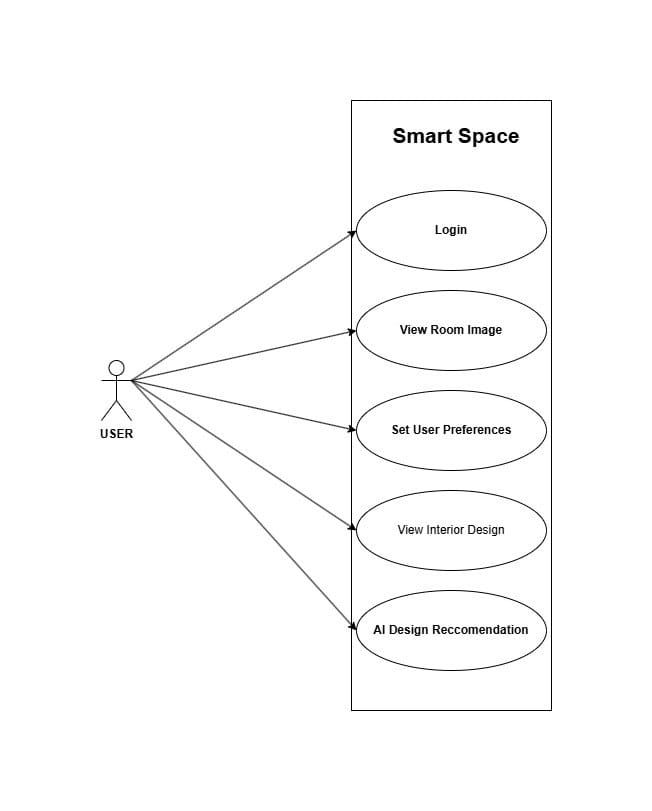 Smart Space
Login
View Room Image
USER
Set User Preferences
View Interior Design
AI Design Reccomendation